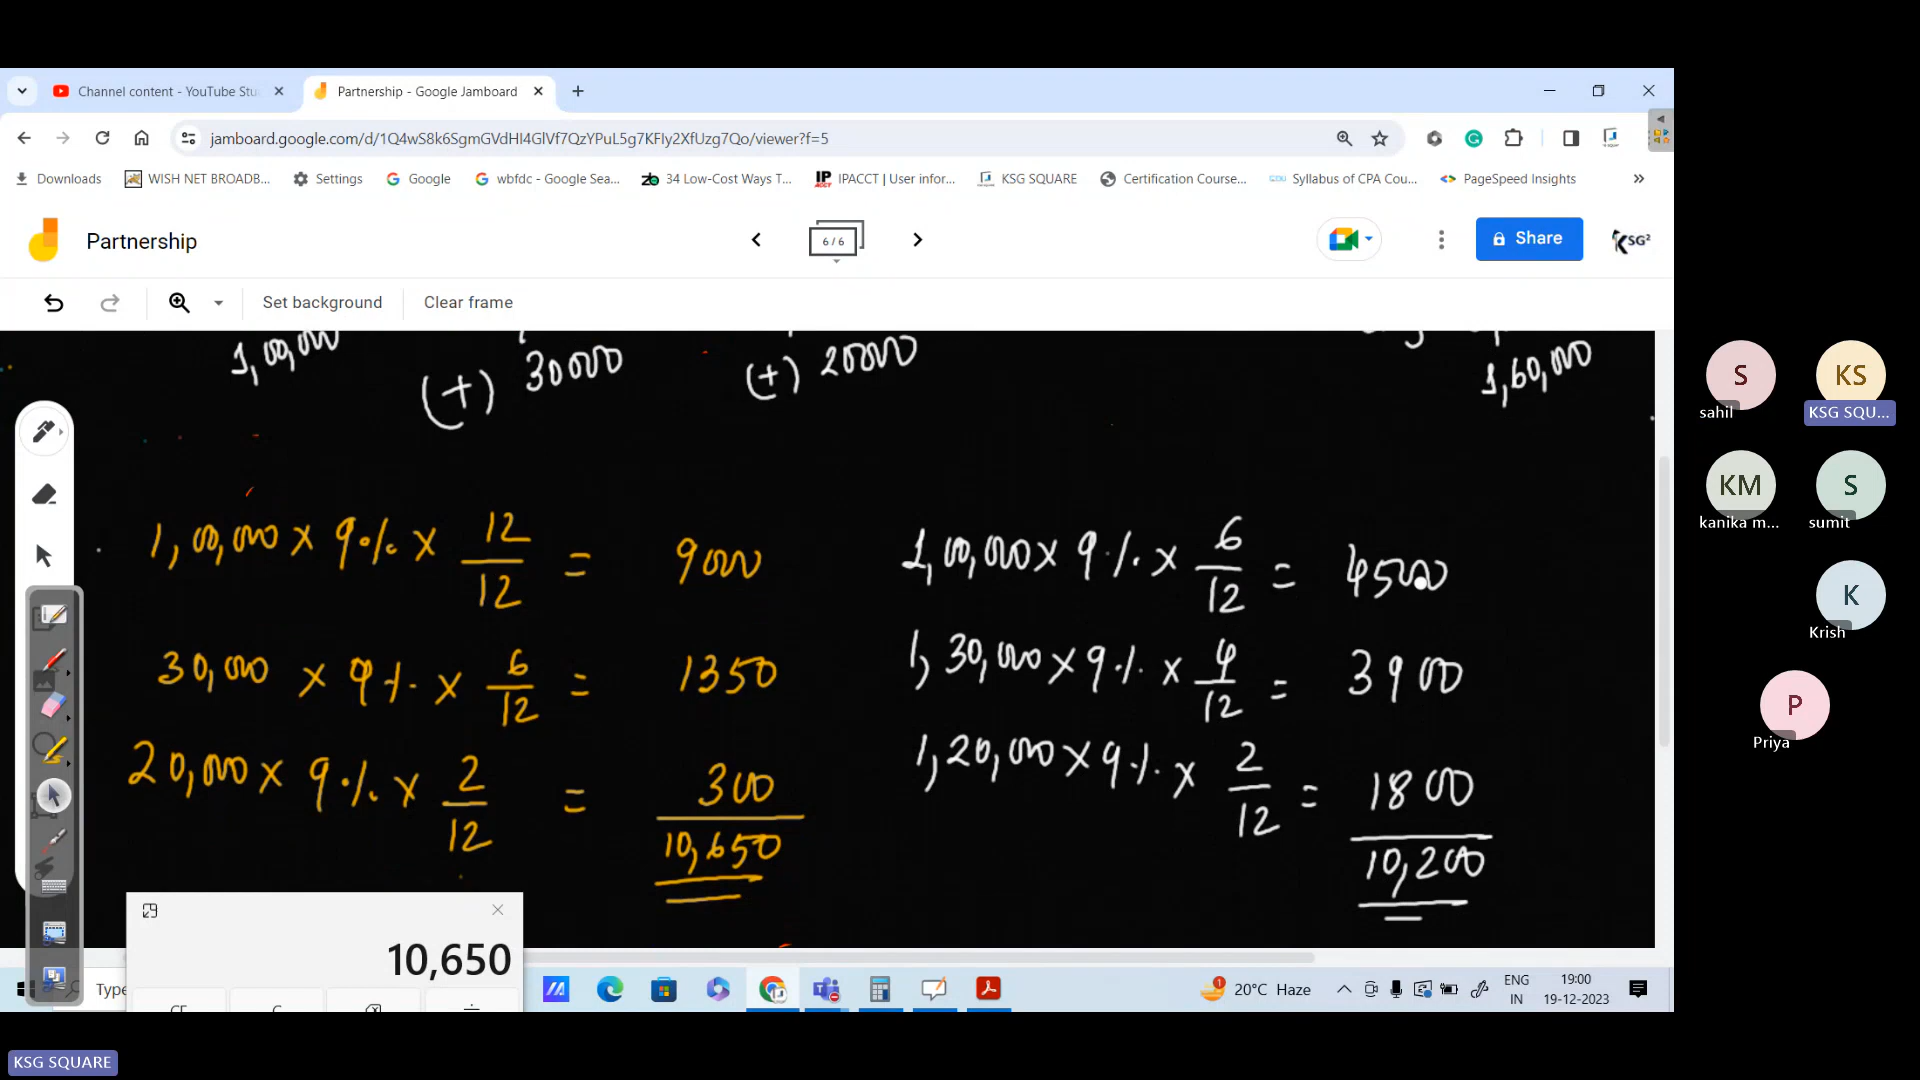 Channel content - YouTube Stu
Partnership - Google Jamboard
jamboard.google.com/d/1Q4wS8k6SgmGVdHI4GlVf7QzYPuL5g7KFIy2XfUzg7Qo/viewer?f=5
Downloads WISH NET BROADB... Settings Google wbfdc - Google Sea... 34 Low-Cost Ways T... IPACCT | User infor... KSG SQUARE Certification Course... Syllabus of CPA Cou... PageSpeed Insights
Partnership
6 / 6
Share
KSG²
Set background Clear frame
1,00,000
(+) 30000
(+) 20000
1,60,000
1,00,000 × 9% × 12/12 = 9000
30,000 × 9% × 6/12 = 1350
20,000 × 9% × 2/12 = 300
10,650
1,00,000 × 9% × 6/12 = 4500
1,30,000 × 9% × 4/12 = 3900
1,20,000 × 9% × 2/12 = 1800
10,200
10,650
Type
20°C Haze
ENG
IN
19:00
19-12-2023
S
sahil
KS
KSG SQU...
KM
kanika m...
S
sumit
K
Krish
P
Priya
KSG SQUARE